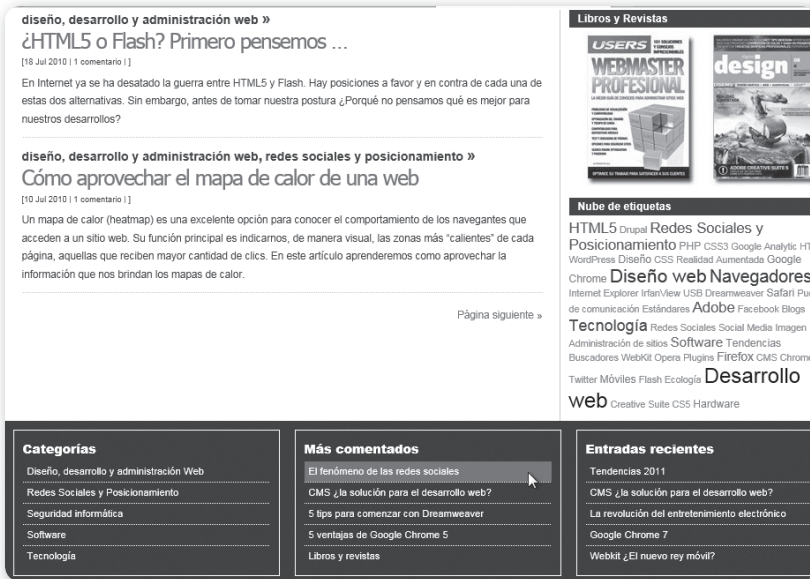 diseño, desarrollo y administración web »
¿HTML5 o Flash? Primero pensemos ...
[18 Jul 2010 | 1 comentario | ]
En Internet ya se ha desatado la guerra entre HTML5 y Flash. Hay posiciones a favor y en contra de cada una de
estas dos alternativas. Sin embargo, antes de tomar nuestra postura ¿Porqué no pensamos qué es mejor para
nuestros desarrollos?
diseño, desarrollo y administración web, redes sociales y posicionamiento »
Cómo aprovechar el mapa de calor de una web
[10 Jul 2010 | 1 comentario | ]
Un mapa de calor (heatmap) es una excelente opción para conocer el comportamiento de los navegantes que
acceden a un sitio web. Su función principal es indicarnos, de manera visual, las zonas más “calientes” de cada
página, aquellas que reciben mayor cantidad de clics. En este artículo aprenderemos como aprovechar la
información que nos brindan los mapas de calor.
Página siguiente »
Libros y Revistas
USERS
WEBMASTER
PROFESIONAL
design
ADOBE CREATIVE SUITE 5
Nube de etiquetas
HTML5 Drupal Redes Sociales y
Posicionamiento PHP CSS3 Google Analytic HT
WordPress Diseño CSS Realidad Aumentada Google
Chrome Diseño web Navegadores
Internet Explorer IrfanView USB Dreamweaver Safari
de comunicación Estándares Adobe Facebook Blogs
Tecnología Redes Sociales Social Media Imagen
Administración de sitios Software Tendencias
Buscadores WebKit Opera Plugins Firefox CMS Chrom
Twitter Móviles Flash Ecología Desarrollo
web Creative Suite CS5 Hardware
Categorías
Diseño, desarrollo y administración Web
Redes Sociales y Posicionamiento
Seguridad informática
Software
Tecnología
Más comentados
El fenómeno de las redes sociales
CMS ¿la solución para el desarrollo web?
5 tips para comenzar con Dreamweaver
5 ventajas de Google Chrome 5
Libros y revistas
Entradas recientes
Tendencias 2011
CMS ¿la solución para el desarrollo web?
La revolución del entretenimiento electrónico
Google Chrome 7
Webkit ¿El nuevo rey móvil?